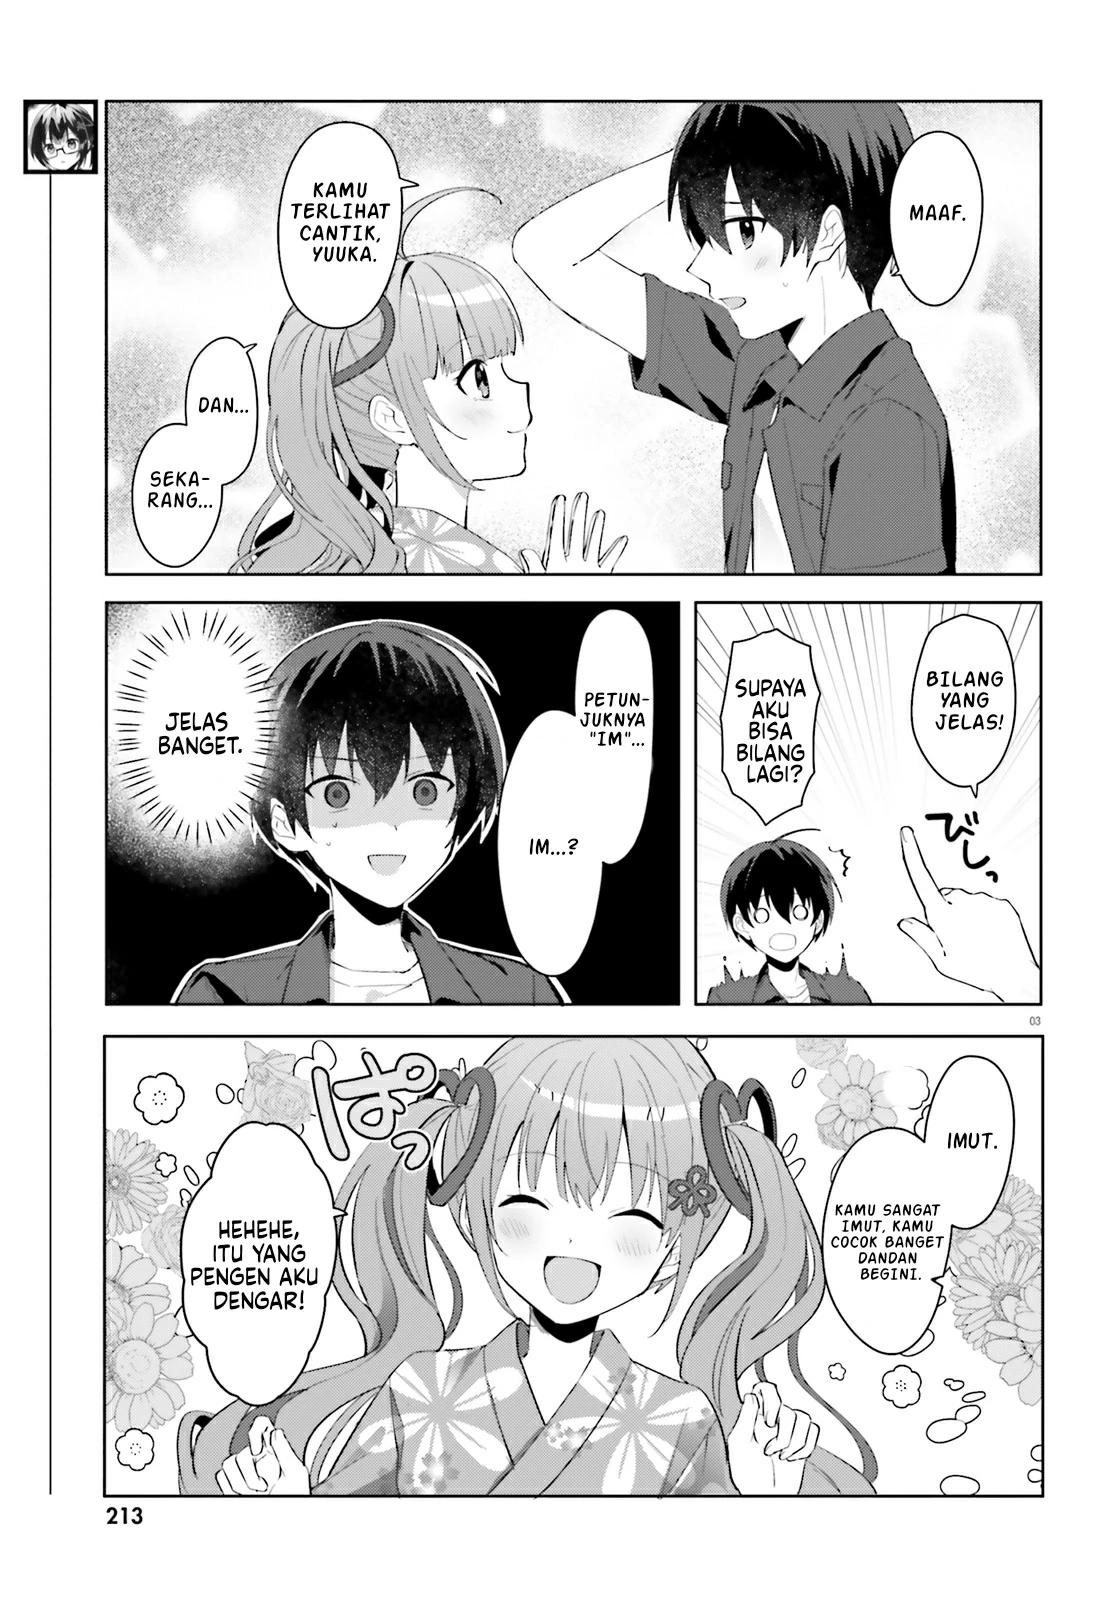 MAAF.
KAMU
TERLIHAT
CANTIK,
YUUKA.
DAN...
SEKA-
RANG...
BILANG
YANG
JELAS!
びしっ
SUPAYA
AKU
BISA
BILANG
LAGI?
PETUN-
JUKNYA
"IM"...
IM...?
JELAS
BANGET.
03
IMUT.
KAMU SANGAT
IMUT, KAMU
COCOK BANGET
DANDAN
BEGINI.
ぱっ
HEHEHE,
ITU YANG
PENGEN AKU
DENGAR!
213